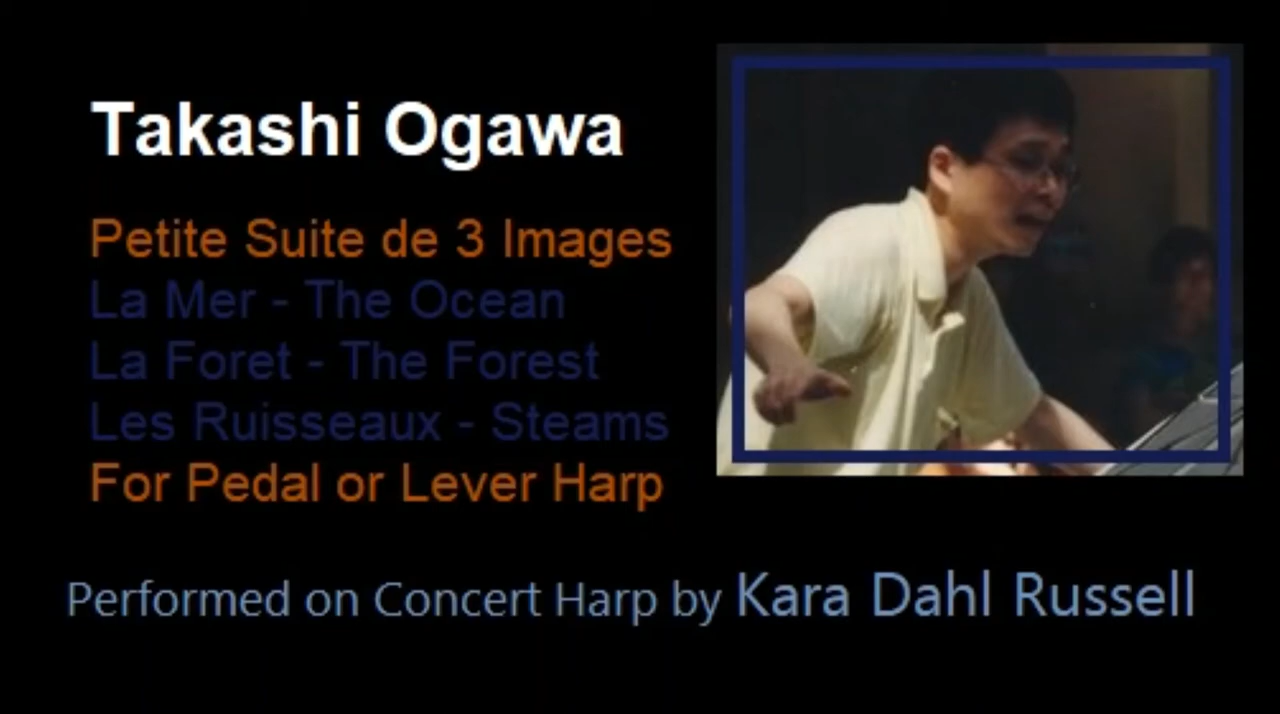 Takashi Ogawa
Petite Suite de 3 Images
La Mer - The Ocean
La Foret - The Forest
Les Ruisseaux - Steams
For Pedal or Lever Harp
Performed on Concert Harp by Kara Dahl Russell